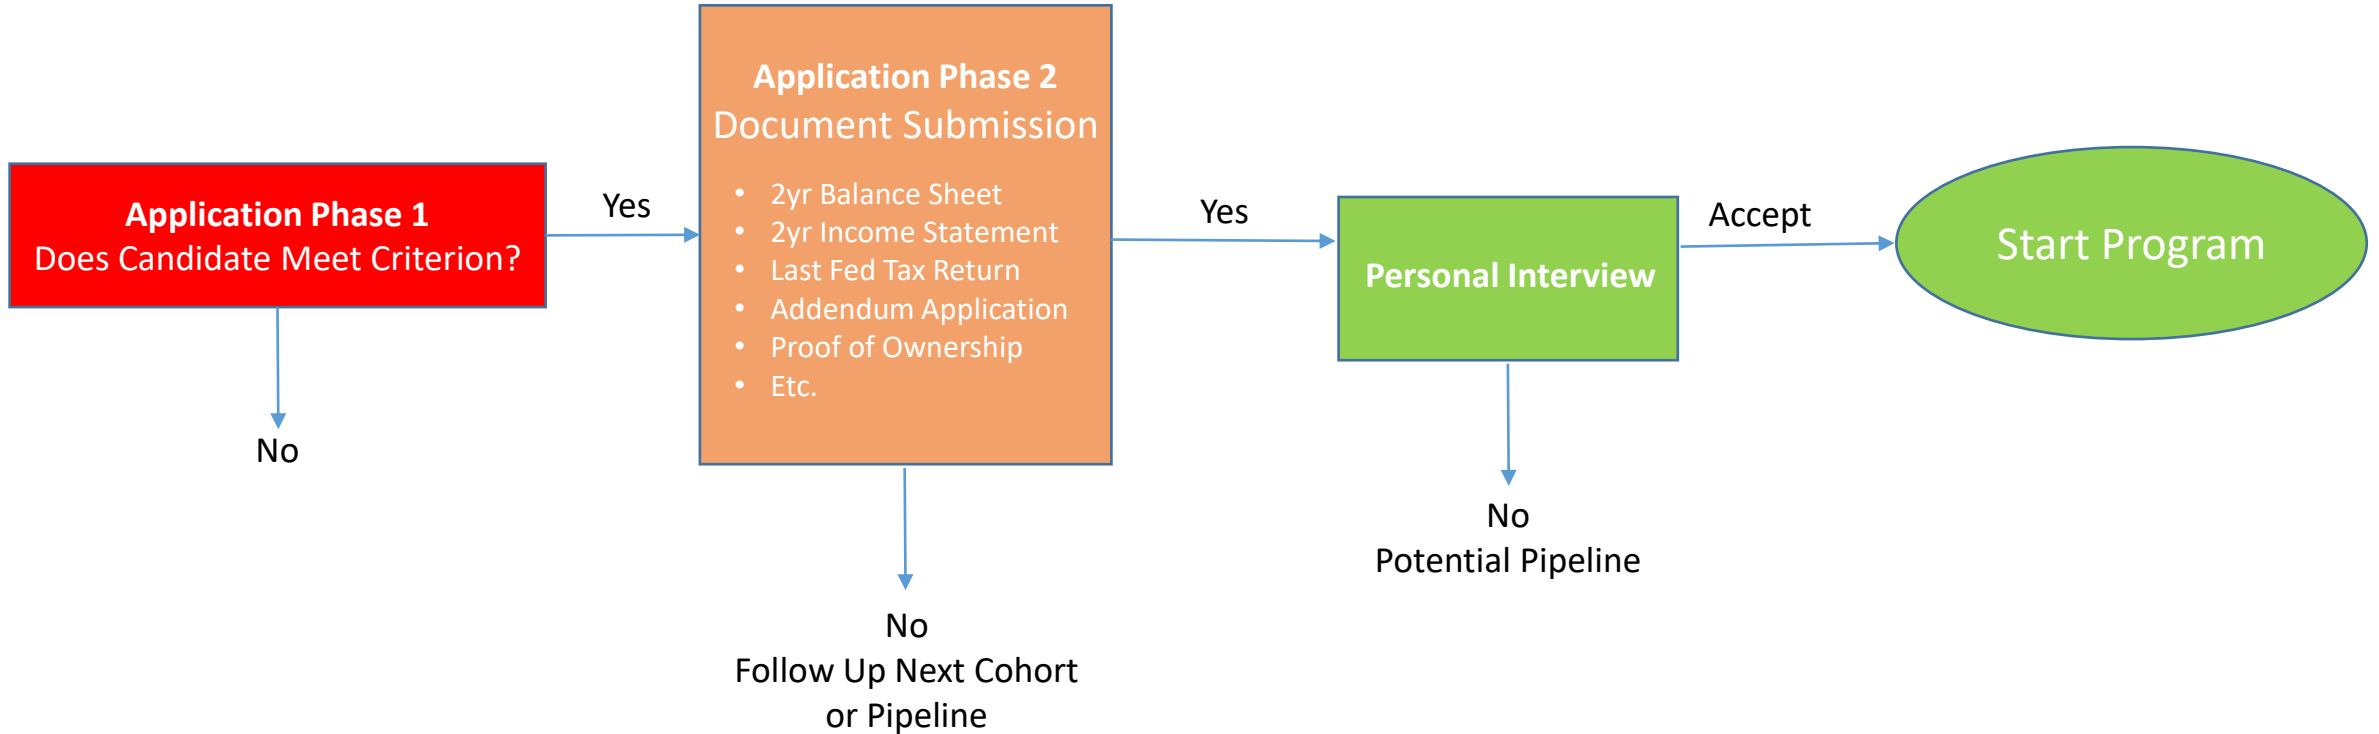 Application Phase 1
Does Candidate Meet Criterion?
No
Yes
Application Phase 2
Document Submission
• 2yr Balance Sheet
• 2yr Income Statement
• Last Fed Tax Return
• Addendum Application
• Proof of Ownership
• Etc.
No
Follow Up Next Cohort
or Pipeline
Yes
Personal Interview
No
Potential Pipeline
Accept
Start Program